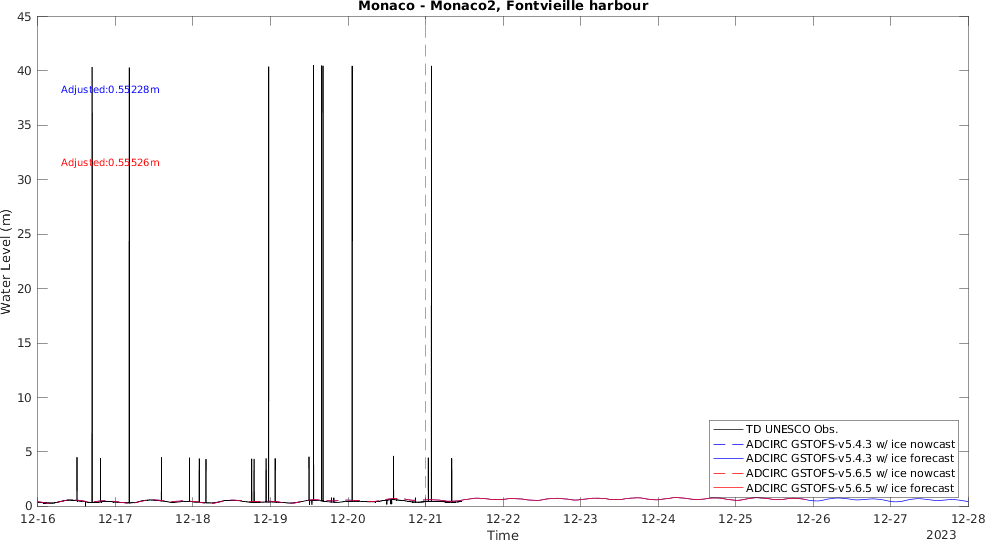 Monaco - Monaco2, Fontvieille harbour
45
40
35
30
25
20
15
10
5
0
Water Level (m)
Adjusted:0.55228m
Adjusted:0.55526m
TD UNESCO Obs.
ADCIRC GSTOFS-v5.4.3 w/ ice nowcast
ADCIRC GSTOFS-v5.4.3 w/ ice forecast
ADCIRC GSTOFS-v5.6.5 w/ ice nowcast
ADCIRC GSTOFS-v5.6.5 w/ ice forecast
12-16 12-17 12-18 12-19 12-20 12-21 12-22 12-23 12-24 12-25 12-26 12-27 12-28
Time
2023